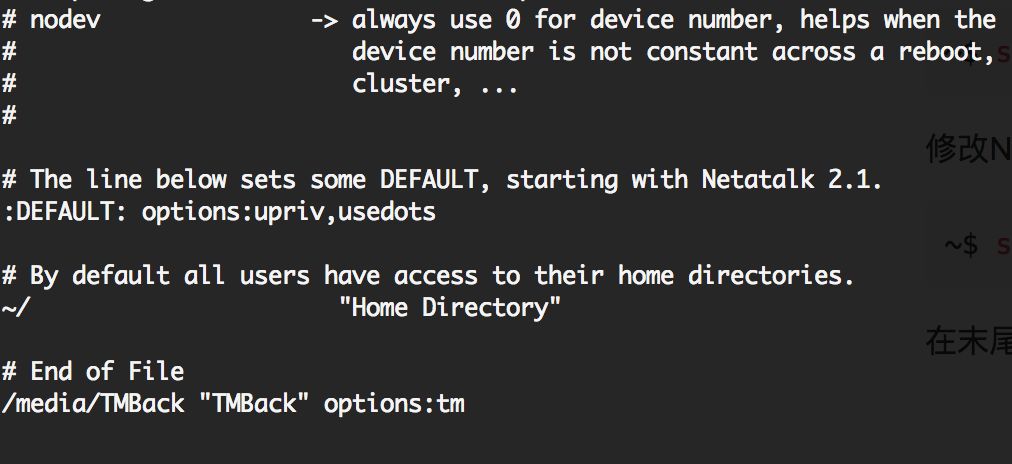 # nodev               -> always use 0 for device number, helps when the
#                        device number is not constant across a reboot,
#                        cluster, ...
#
# The line below sets some DEFAULT, starting with Netatalk 2.1.
:DEFAULT: options:upriv,usedots
# By default all users have access to their home directories.
~/                      "Home Directory"
# End of File
/media/TMBack "TMBack" options:tm
修改N
~$ s
在末尾